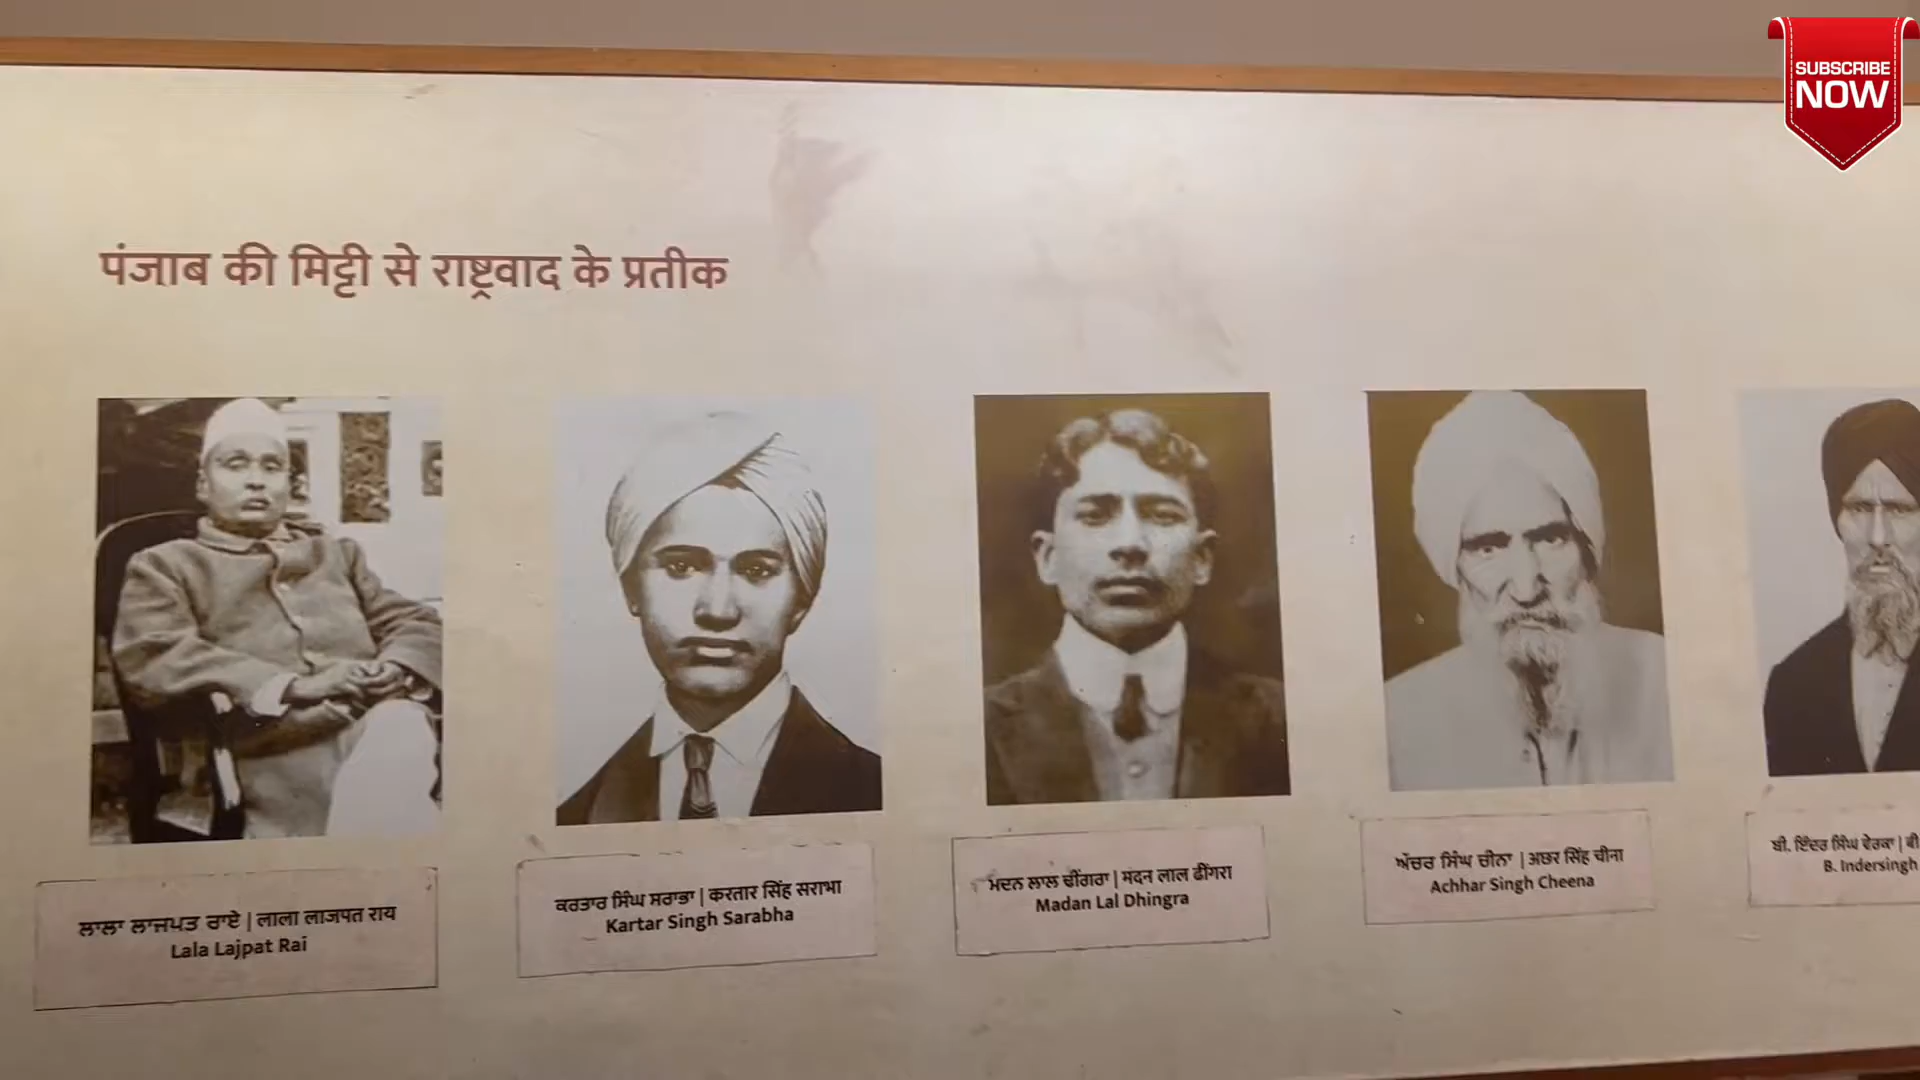 SUBSCRIBE
NOW
पंजाब की मिट्टी से राष्ट्रवाद के प्रतीक
ਲਾਲਾ ਲਾਜਪਤ ਰਾਏ | लाला लाजपत राय
Lala Lajpat Rai
ਕਰਤਾਰ ਸਿੰਘ ਸਰਾਭਾ | करतार सिंह सराभा
Kartar Singh Sarabha
ਮਦਨ ਲਾਲ ਢੀਂਗਰਾ | मदन लाल ढींगरा
Madan Lal Dhingra
ਅੱਚਰ ਸਿੰਘ ਚੀਨਾ | अछर सिंह चीना
Achhar Singh Cheena
ਬੀ. ਇੰਦਰ ਸਿੰਘ ਵੇਰਕਾ | बी
B. Indersingh